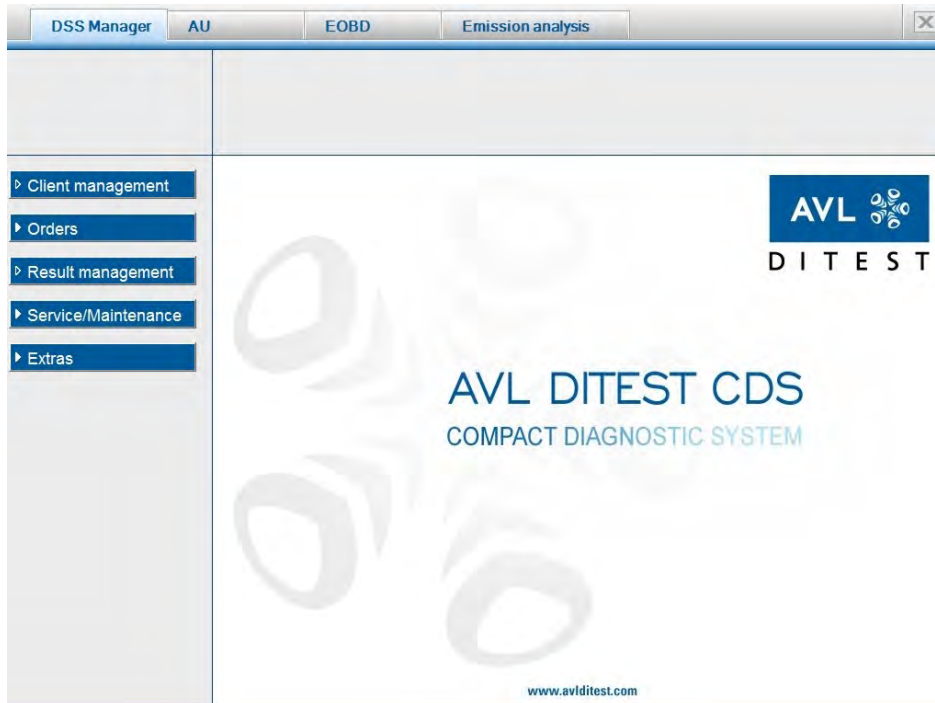 DSS Manager AU EOBD Emission analysis
Client management
Orders
Result management
Service/Maintenance
Extras
AVL
DITEST
AVL DITEST CDS
COMPACT DIAGNOSTIC SYSTEM
www.avlditest.com